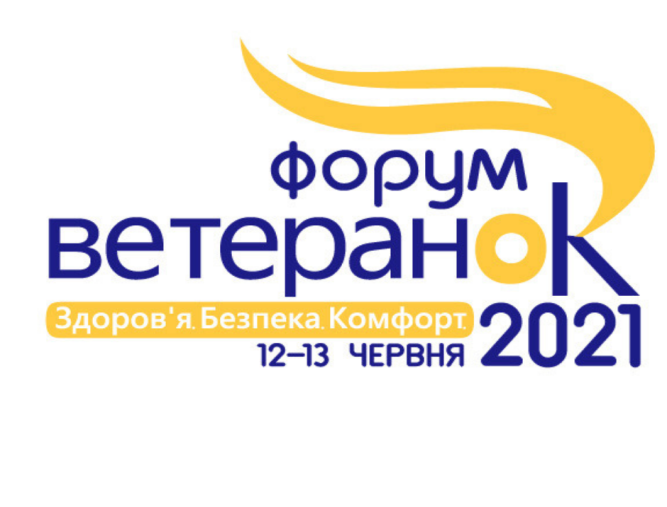 форум
ветеранок
Здоров'я. Безпека. Комфорт.
2021
12–13 ЧЕРВНЯ